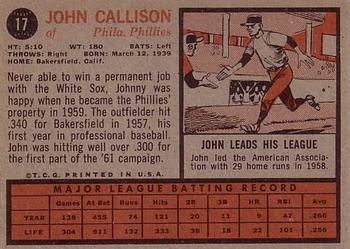 17
JOHN CALLISON
of Phila. Phillies
HT: 5:10 WT: 180 BATS: Left
THROWS: Right BORN: March 12, 1939
HOME: Bakersfield, Calif.
Never able to win a permanent job
with the White Sox, Johnny was
happy when he became the Phillies'
property in 1959. The outfielder hit
.340 for Bakersfield in 1957, his
first year in professional baseball.
John was hitting well over .300 for
the first part of the '61 campaign.
©T.C.G. PRINTED IN U.S.A.
JOHN LEADS HIS LEAGUE
John led the American Associa-
tion with 29 home runs in 1958.
MAJOR LEAGUE BATTING RECORD
Games At Bat Runs Hits 2B 3B HR RBI Avg.
YEAR 138 455 74 121 20 11 9 47 .266
LIFE 304 911 132 233 .256